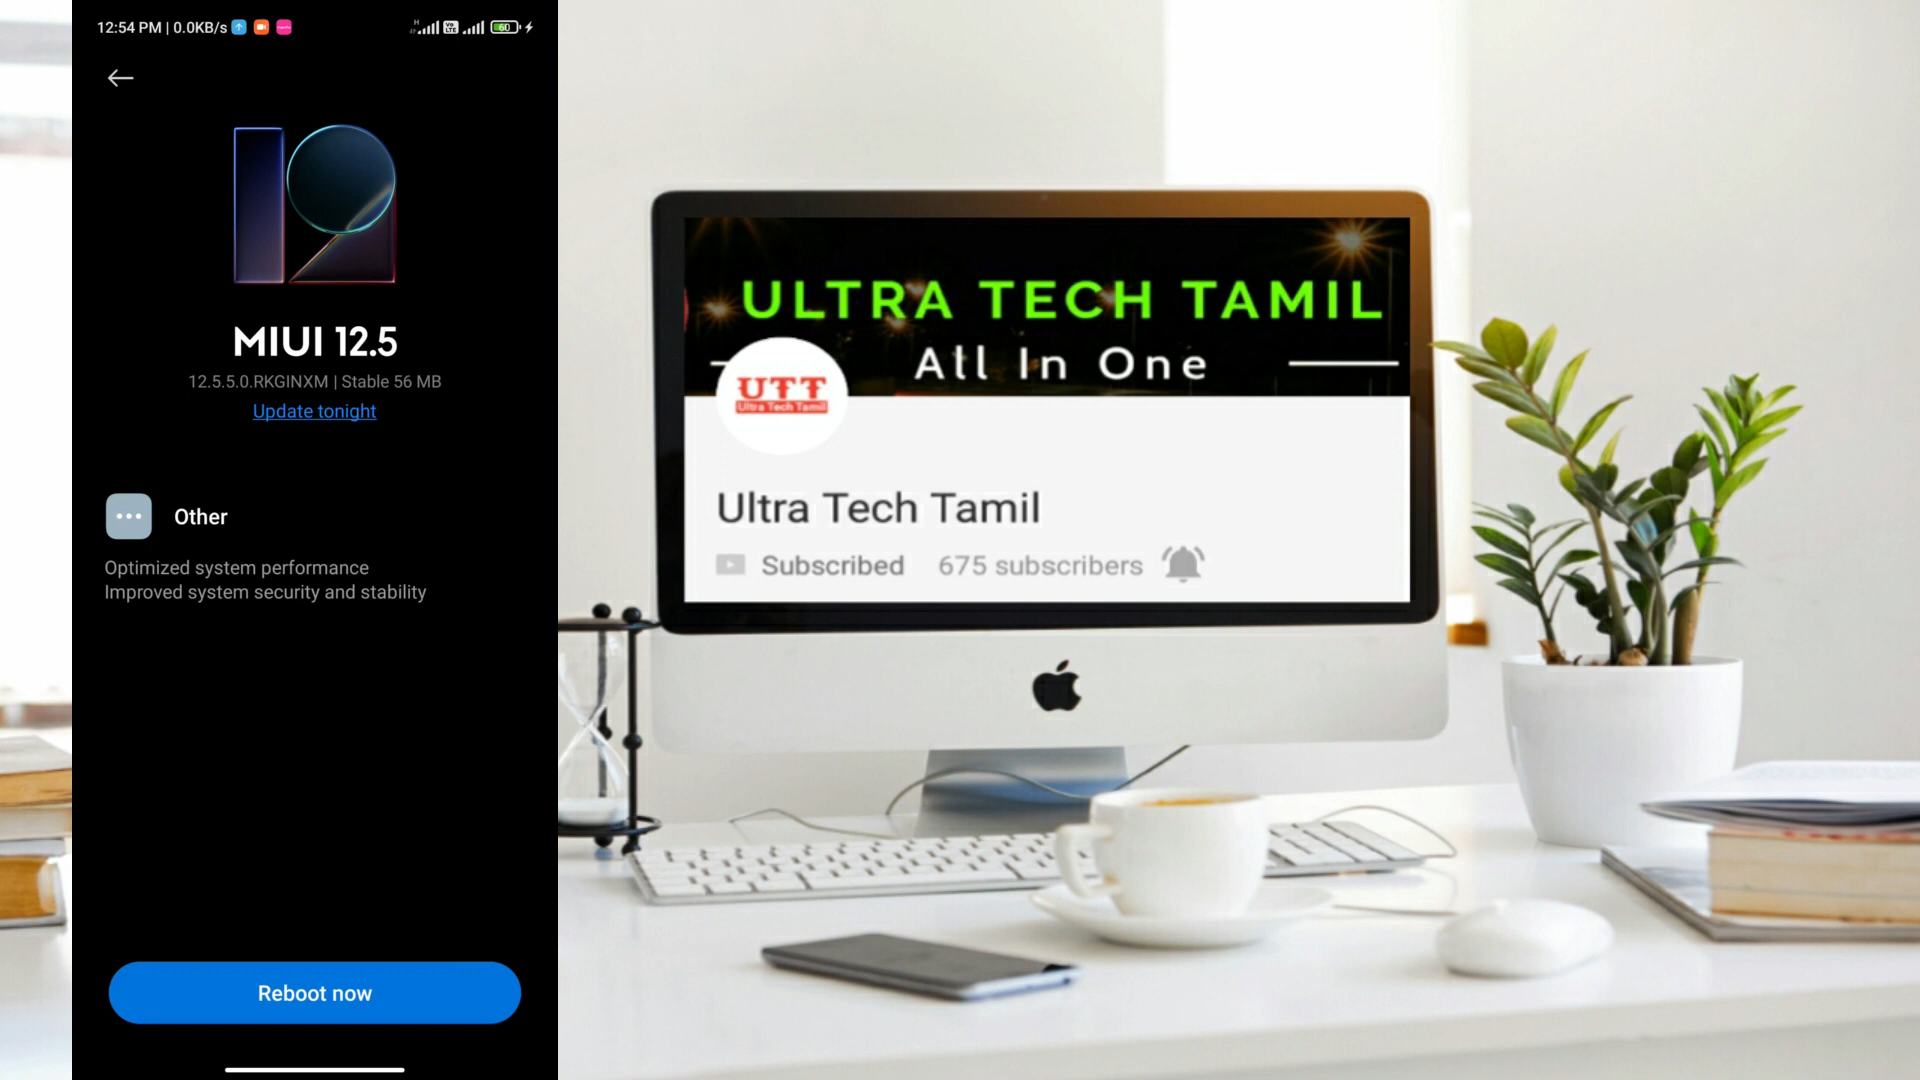 12:54 PM | 0.0KB/s
60
MIUI 12.5
12.5.5.0.RKGINXM | Stable 56 MB
Update tonight
Other
Optimized system performance
Improved system security and stability
Reboot now
ULTRA TECH TAMIL
All In One
UTT
Ultra Tech Tamil
Ultra Tech Tamil
Subscribed 675 subscribers